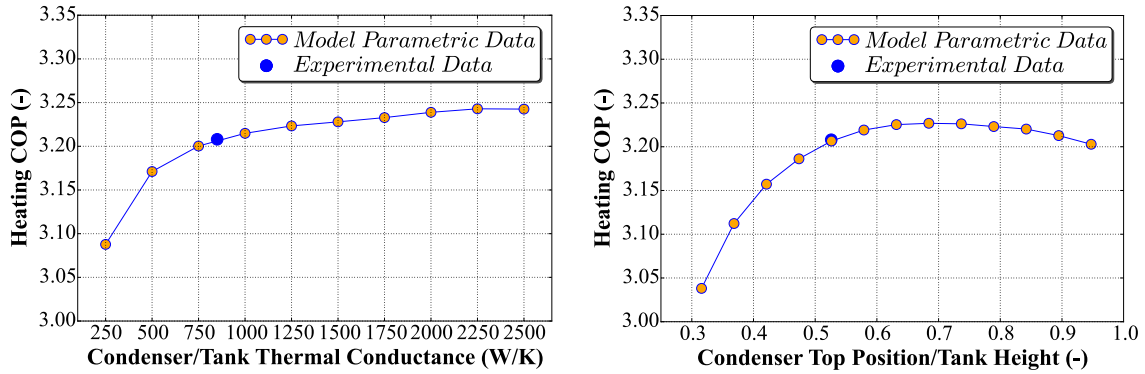 3.35
3.30
3.25
3.20
3.15
3.10
3.05
3.00
Heating COP (-)
Model Parametric Data
Experimental Data
250 500 750 1000 1250 1500 1750 2000 2250 2500
Condenser/Tank Thermal Conductance (W/K)
3.35
3.30
3.25
3.20
3.15
3.10
3.05
3.00
Heating COP (-)
Model Parametric Data
Experimental Data
0.3 0.4 0.5 0.6 0.7 0.8 0.9 1.0
Condenser Top Position/Tank Height (-)